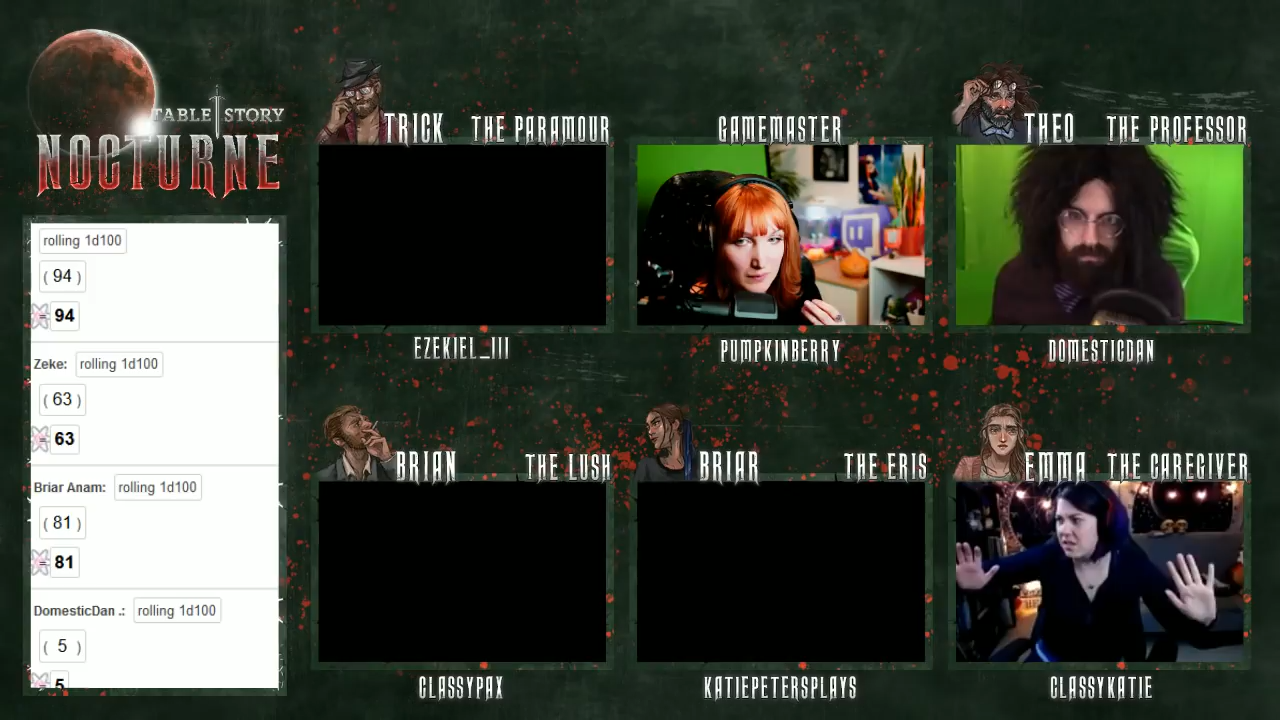 TABLE STORY
NOCTURNE
rolling 1d100
( 94 )
= 94
Zeke: rolling 1d100
( 63 )
= 63
Briar Anam: rolling 1d100
( 81 )
= 81
DomesticDan .: rolling 1d100
( 5 )
= 5
TRICK THE PARAMOUR
EZEKIEL_III
GAMEMASTER
PUMPKINBERRY
THEO THE PROFESSOR
DOMESTICDAN
BRIAN THE LUSH
CLASSYPAX
BRIAR THE ERIS
KATIEPETERSPLAYS
EMMA THE CAREGIVER
CLASSYKATIE